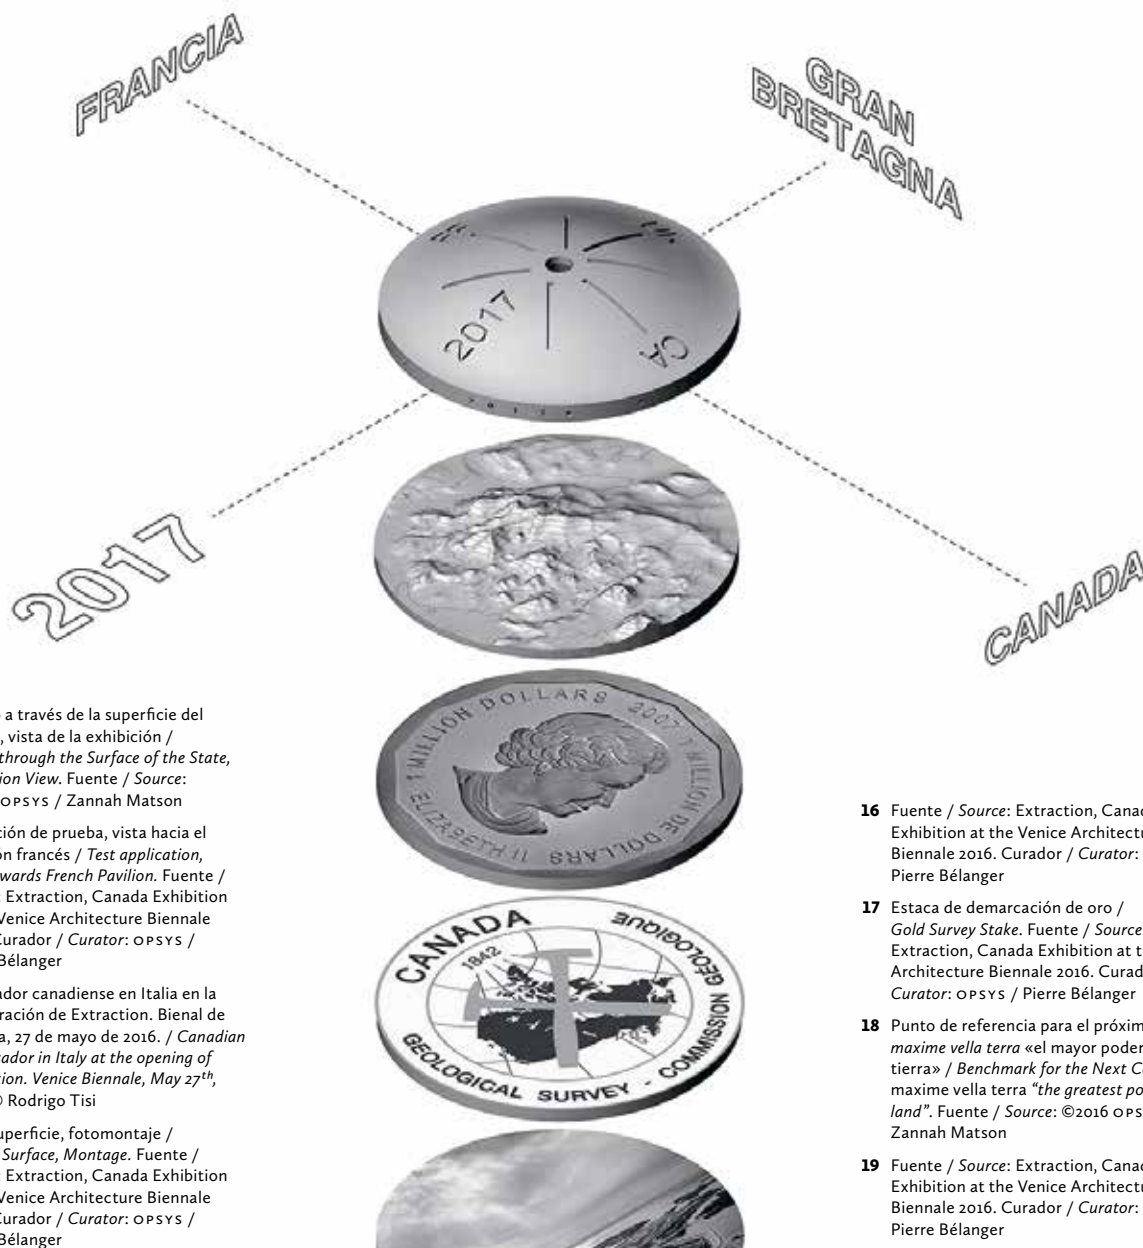 FRANCIA
GRAN
BRETAGNA
2017
CA
2017
CANADA
1 MILLION DOLLARS 2007 1 MILLION DE DOLLARS ELIZABETH II
CANADA
1842
COMMISSION GÉOLOGIQUE
GEOLOGICAL SURVEY -
a través de la superficie del
, vista de la exhibición /
through the Surface of the State,
ion View. Fuente / Source:
OPSYS / Zannah Matson
ción de prueba, vista hacia el
ón francés / Test application,
wards French Pavilion. Fuente /
: Extraction, Canada Exhibition
Venice Architecture Biennale
Curador / Curator: OPSYS /
Bélanger
ador canadiense en Italia en la
ración de Extraction. Bienal de
a, 27 de mayo de 2016. / Canadian
sador in Italy at the opening of
tion. Venice Biennale, May 27th,
© Rodrigo Tisi
uperficie, fotomontaje /
Surface, Montage. Fuente /
: Extraction, Canada Exhibition
Venice Architecture Biennale
Curador / Curator: OPSYS /
Bélanger
16 Fuente / Source: Extraction, Canad
Exhibition at the Venice Architectu
Biennale 2016. Curador / Curator:
Pierre Bélanger
17 Estaca de demarcación de oro /
Gold Survey Stake. Fuente / Source
Extraction, Canada Exhibition at t
Architecture Biennale 2016. Curad
Curator: OPSYS / Pierre Bélanger
18 Punto de referencia para el próxim
maxime vella terra «el mayor poder
tierra» / Benchmark for the Next C
maxime vella terra "the greatest po
land". Fuente / Source: ©2016 OPS
Zannah Matson
19 Fuente / Source: Extraction, Canad
Exhibition at the Venice Architectu
Biennale 2016. Curador / Curator:
Pierre Bélanger